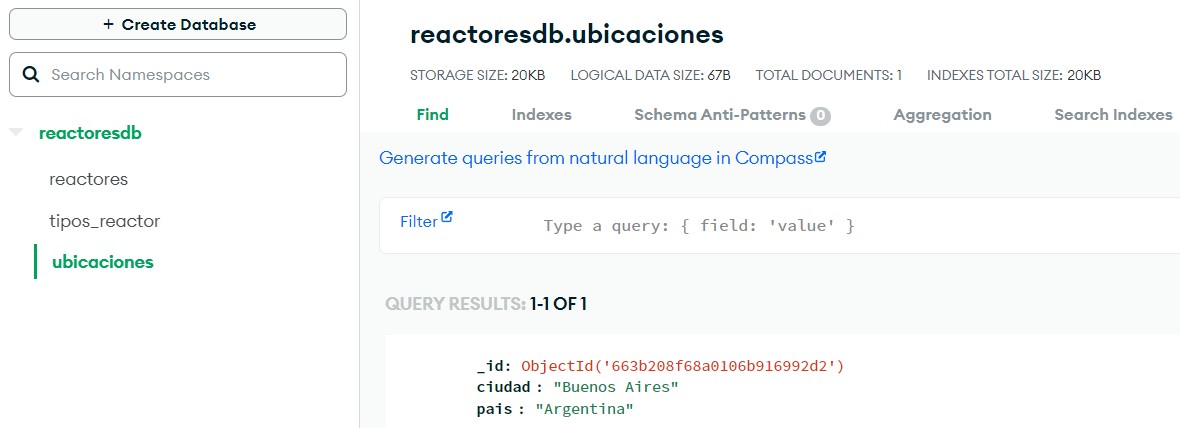 + Create Database
Search Namespaces
reactoresdb
reactores
tipos_reactor
ubicaciones
reactoresdb.ubicaciones
STORAGE SIZE: 20KB LOGICAL DATA SIZE: 67B TOTAL DOCUMENTS: 1 INDEXES TOTAL SIZE: 20KB
Find Indexes Schema Anti-Patterns 0 Aggregation Search Indexes
Generate queries from natural language in Compass
Filter Type a query: { field: 'value' }
QUERY RESULTS: 1-1 OF 1
_id: ObjectId('663b208f68a0106b916992d2')
ciudad : "Buenos Aires"
pais : "Argentina"